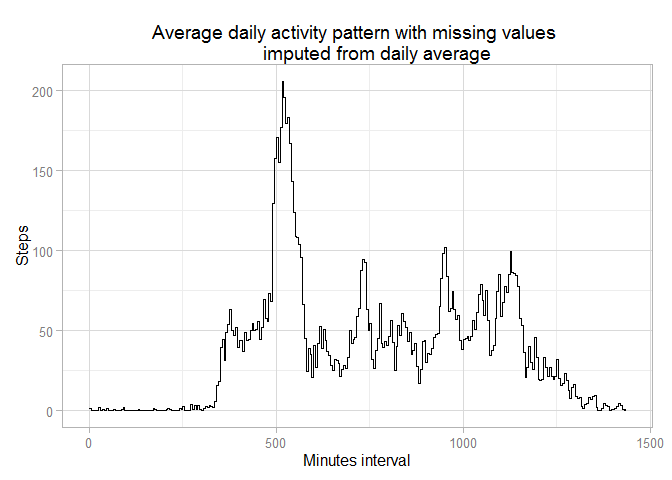 Average daily activity pattern with missing values
imputed from daily average
200
150
100
50
0
Steps
0
500
1000
1500
Minutes interval